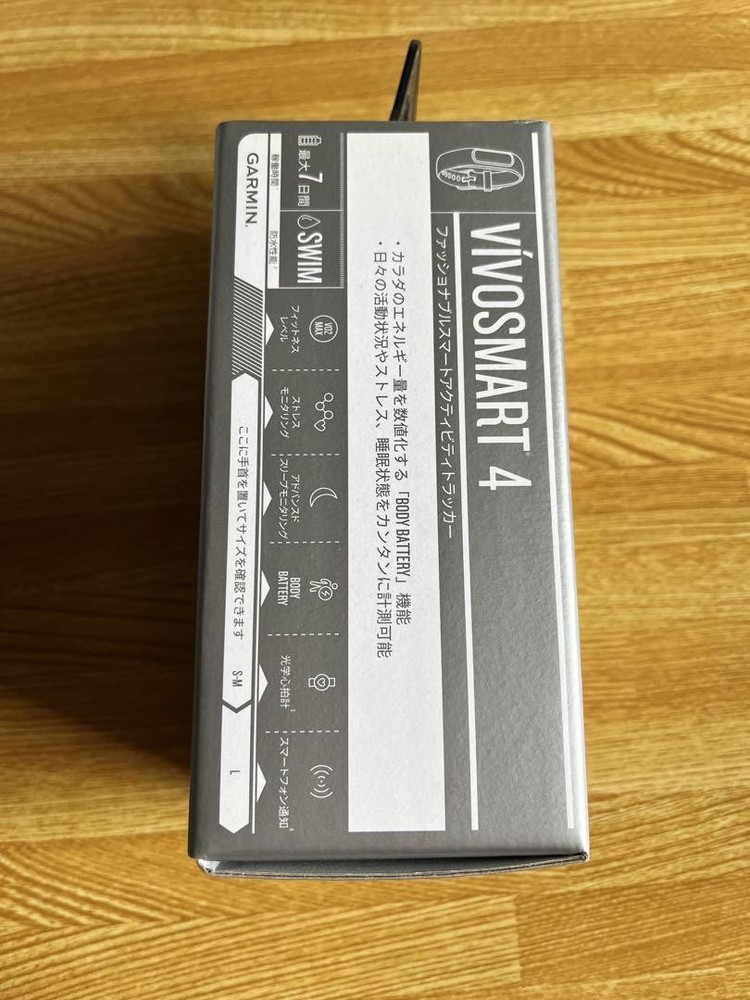 VÍVOSMART® 4
ファッショナブルスマートアクティビティトラッカー
・カラダのエネルギー量を数値化する「BODY BATTERY」機能
・日々の活動状況やストレス、睡眠状態をカンタンに計測可能
最大7日間
稼働時間
SWIM
防水性能
VO2
MAX
フィットネス
レベル
ストレス
モニタリング
アドバンスド
スリープモニタリング
BODY
BATTERY
光学心拍計³
スマートフォン通知⁴
GARMIN.
ここに手首を置いてサイズを確認できます
S-M
L